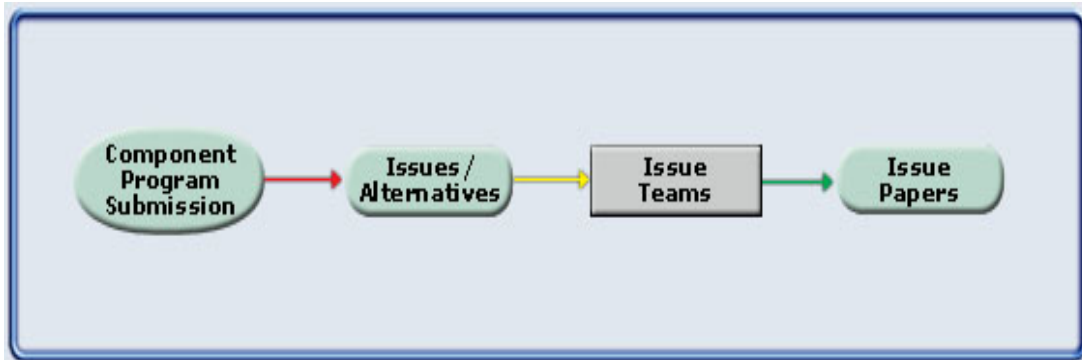 Component
Program
Submission
Issues /
Alternatives
Issue
Teams
Issue
Papers